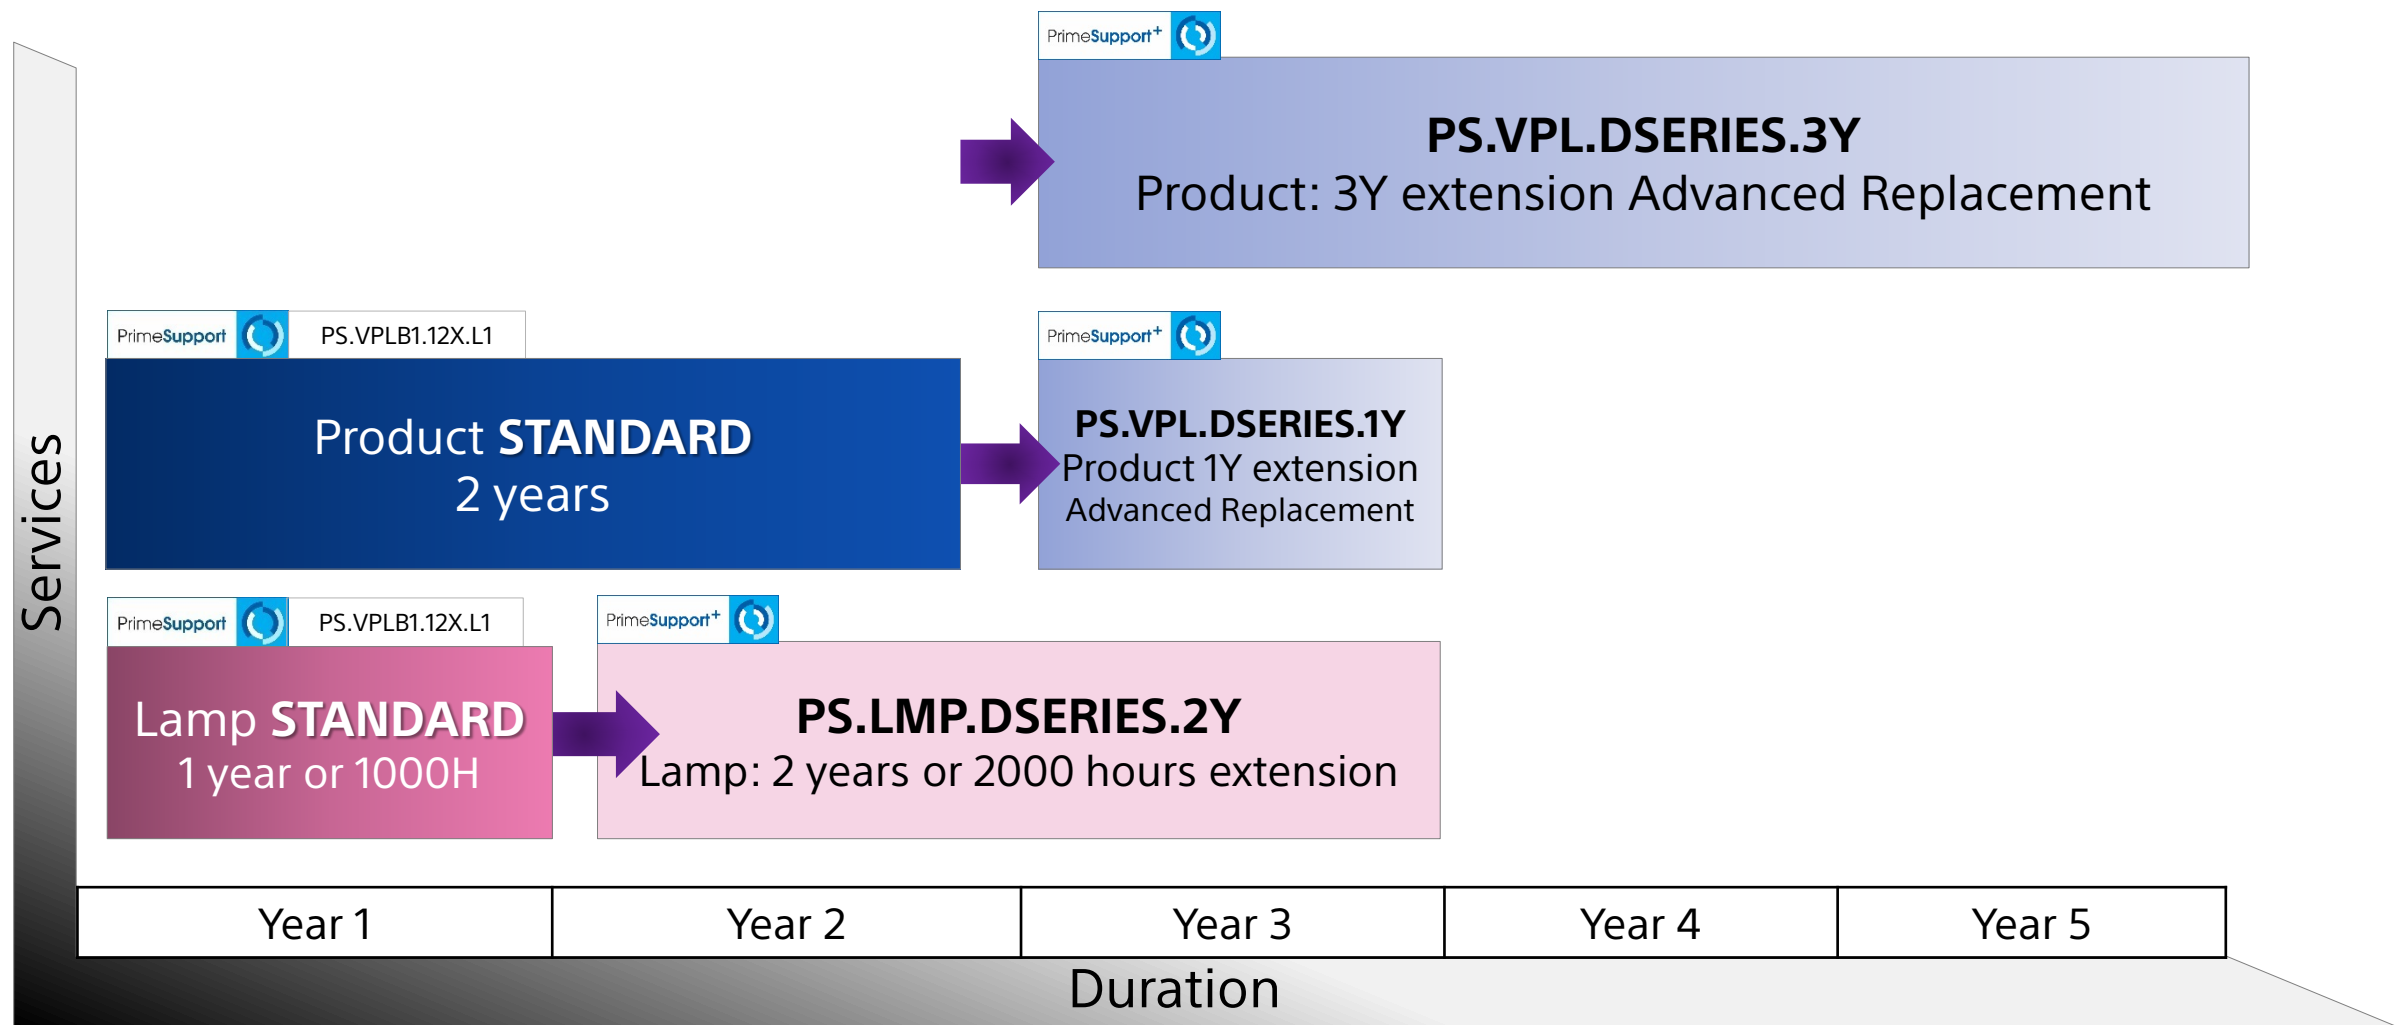 PrimeSupport+
PS.VPL.DSERIES.3Y
Product: 3Y extension Advanced Replacement
PrimeSupport
PS.VPLB1.12X.L1
Product STANDARD
2 years
PrimeSupport+
PS.VPL.DSERIES.1Y
Product 1Y extension
Advanced Replacement
PrimeSupport
PS.VPLB1.12X.L1
Lamp STANDARD
1 year or 1000H
PrimeSupport+
PS.LMP.DSERIES.2Y
Lamp: 2 years or 2000 hours extension
Services
Year 1
Year 2
Year 3
Year 4
Year 5
Duration